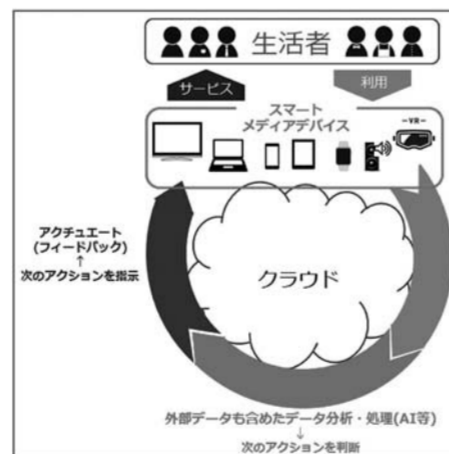 生活者
サービス
利用
スマート
メディアデバイス
-VR-
アクチュエート
(フィードバック)
↑
次のアクションを指示
クラウド
外部データも含めたデータ分析・処理(AI等)
↓
次のアクションを判断